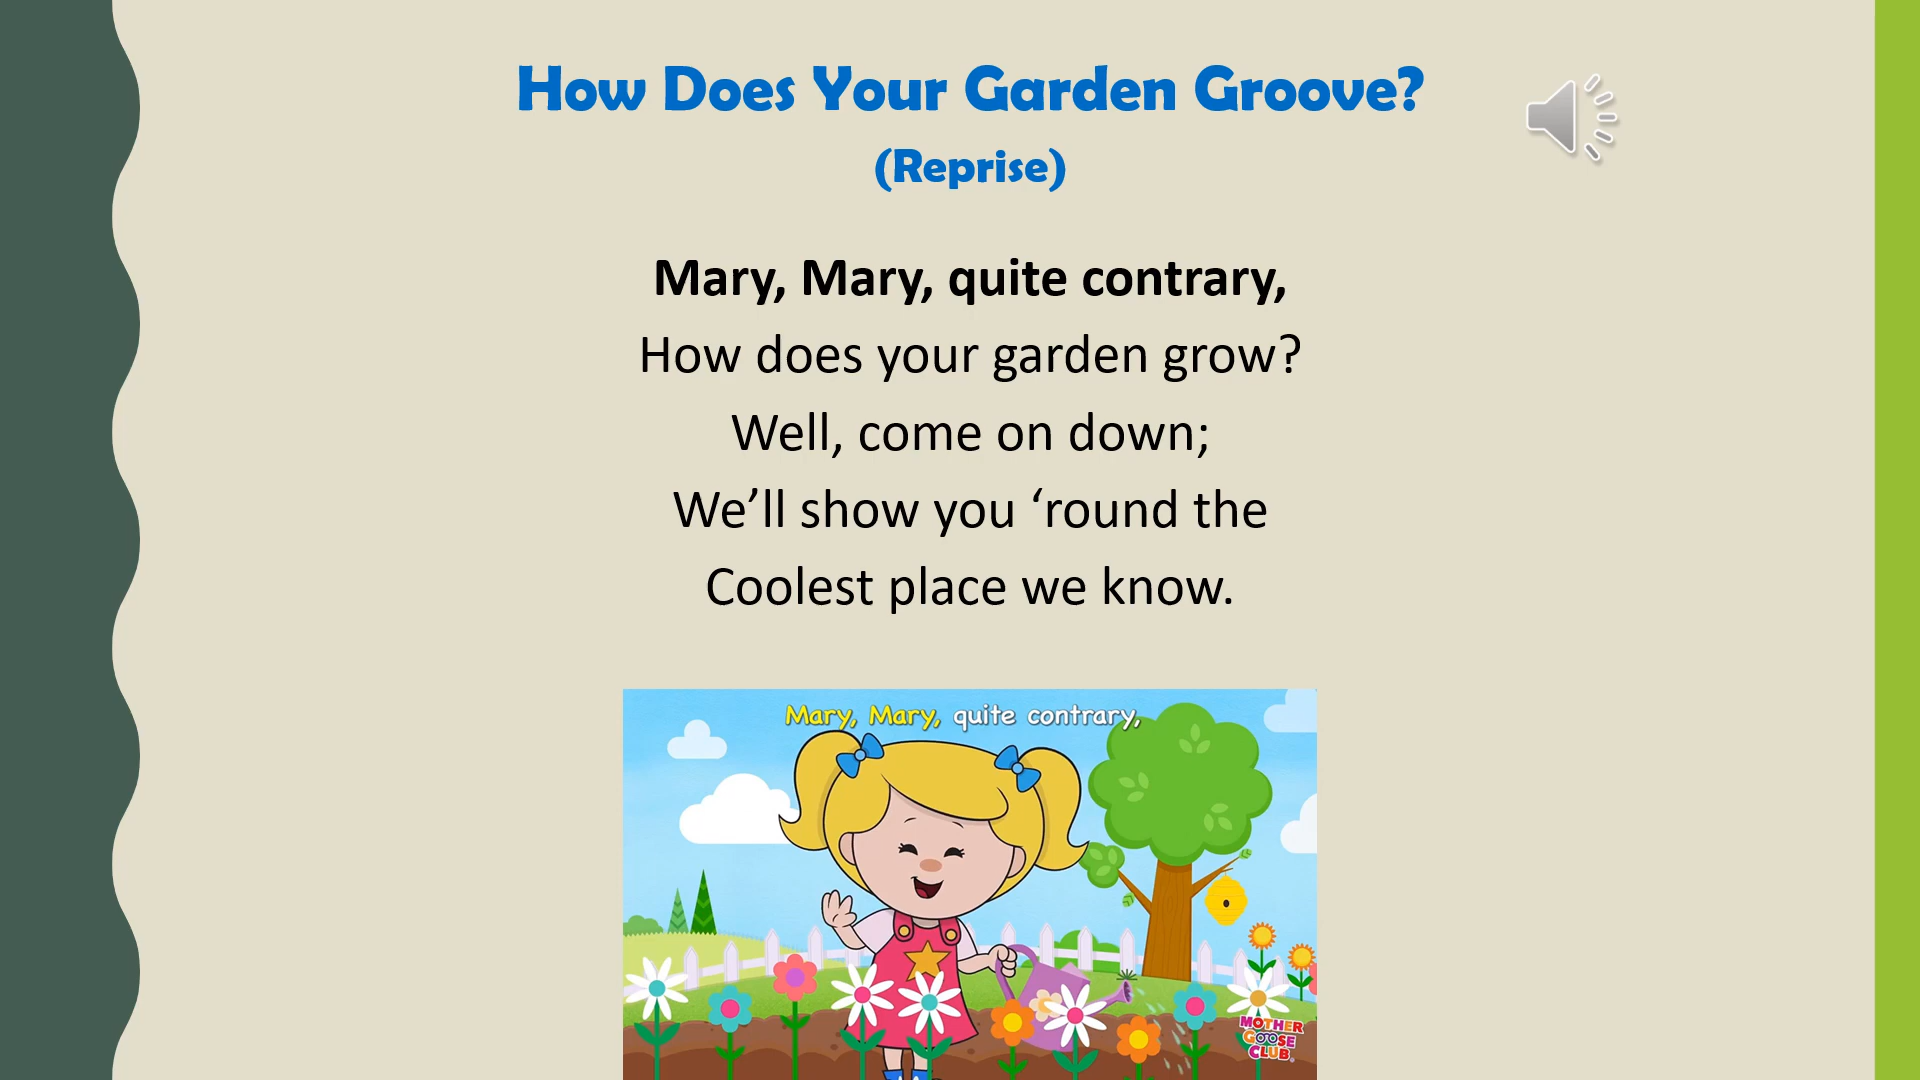 How Does Your Garden Groove?
(Reprise)
Mary, Mary, quite contrary,
How does your garden grow?
Well, come on down;
We’ll show you ‘round the
Coolest place we know.
Mary, Mary, quite contrary,
MOTHER
GOOSE
CLUB